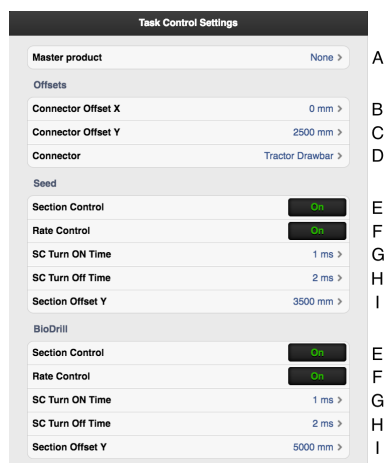 Task Control Settings
Master product None > A
Offsets
Connector Offset X 0 mm > B
Connector Offset Y 2500 mm > C
Connector Tractor Drawbar > D
Seed
Section Control On E
Rate Control On F
SC Turn ON Time 1 ms > G
SC Turn Off Time 2 ms > H
Section Offset Y 3500 mm > I
BioDrill
Section Control On E
Rate Control On F
SC Turn ON Time 1 ms > G
SC Turn Off Time 2 ms > H
Section Offset Y 5000 mm > I